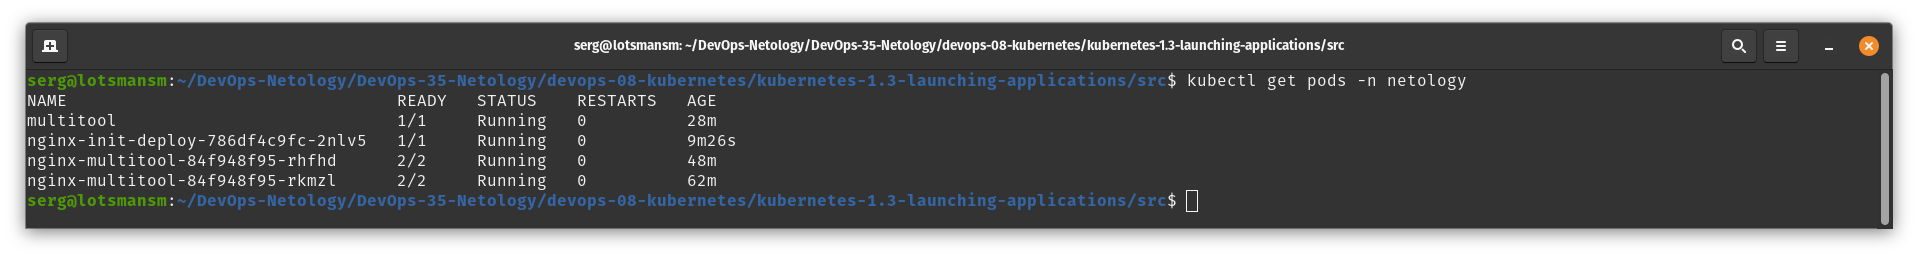 serg@lotsmansm: ~/DevOps-Netology/DevOps-35-Netology/devops-08-kubernetes/kubernetes-1.3-launching-applications/src
serg@lotsmansm:~/DevOps-Netology/DevOps-35-Netology/devops-08-kubernetes/kubernetes-1.3-launching-applications/src$ kubectl get pods -n netology
NAME                                 READY   STATUS    RESTARTS   AGE
multitool                            1/1     Running   0          28m
nginx-init-deploy-786df4c9fc-2nlv5   1/1     Running   0          9m26s
nginx-multitool-84f948f95-rhfhd      2/2     Running   0          48m
nginx-multitool-84f948f95-rkmzl      2/2     Running   0          62m
serg@lotsmansm:~/DevOps-Netology/DevOps-35-Netology/devops-08-kubernetes/kubernetes-1.3-launching-applications/src$